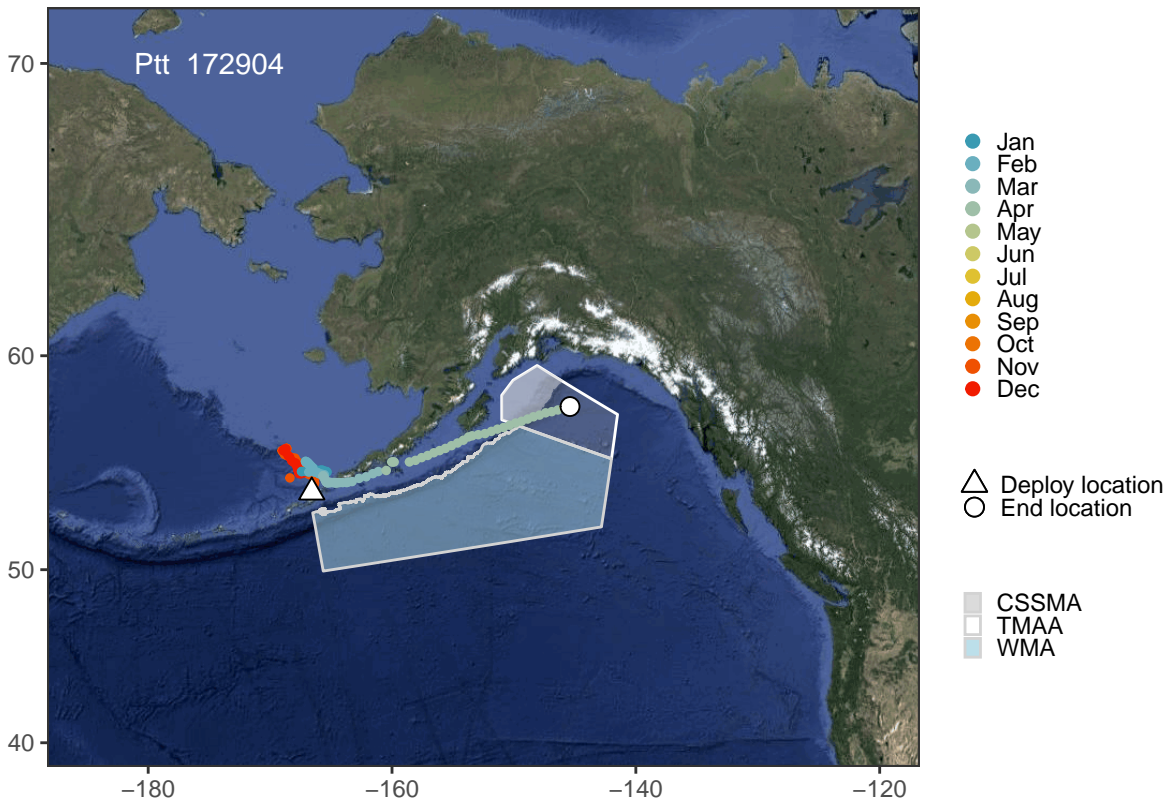 Ptt 172904
70
60
50
40
−180
−160
−140
−120
Jan
Feb
Mar
Apr
May
Jun
Jul
Aug
Sep
Oct
Nov
Dec
Deploy location
End location
CSSMA
TMAA
WMA